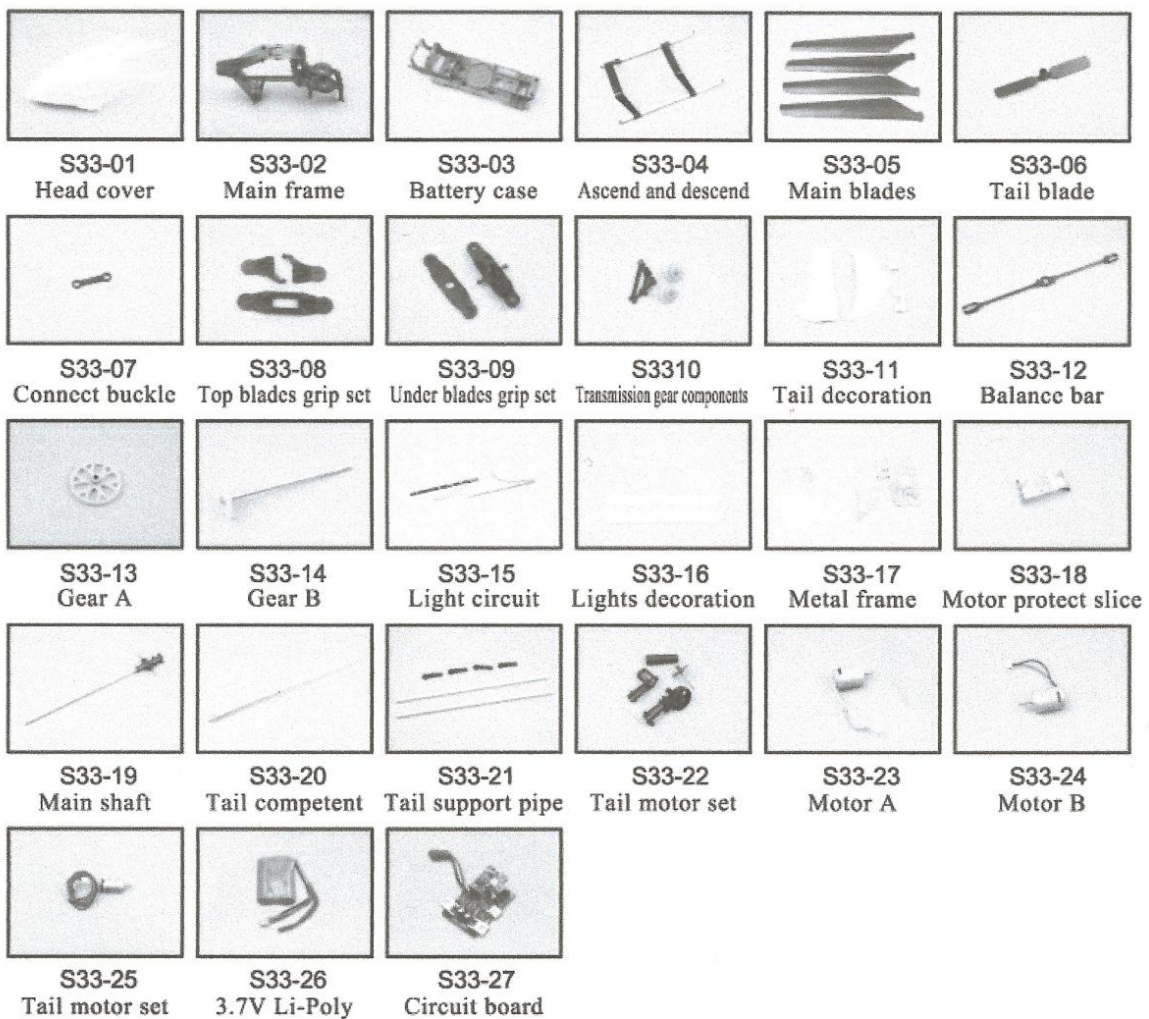 S33-01
Head cover
S33-02
Main frame
S33-03
Battery case
S33-04
Ascend and descend
S33-05
Main blades
S33-06
Tail blade
S33-07
Connect buckle
S33-08
Top blades grip set
S33-09
Under blades grip set
S3310
Transmission gear components
S33-11
Tail decoration
S33-12
Balance bar
S33-13
Gear A
S33-14
Gear B
S33-15
Light circuit
S33-16
Lights decoration
S33-17
Metal frame
S33-18
Motor protect slice
S33-19
Main shaft
S33-20
Tail competent
S33-21
Tail support pipe
S33-22
Tail motor set
S33-23
Motor A
S33-24
Motor B
S33-25
Tail motor set
S33-26
3.7V Li-Poly
S33-27
Circuit board